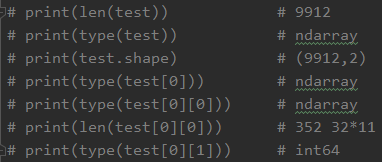 # print(len(test)) # 9912
# print(type(test)) # ndarray
# print(test.shape) # (9912,2)
# print(type(test[0])) # ndarray
# print(type(test[0][0])) # ndarray
# print(len(test[0][0])) # 352 32*11
# print(type(test[0][1])) # int64